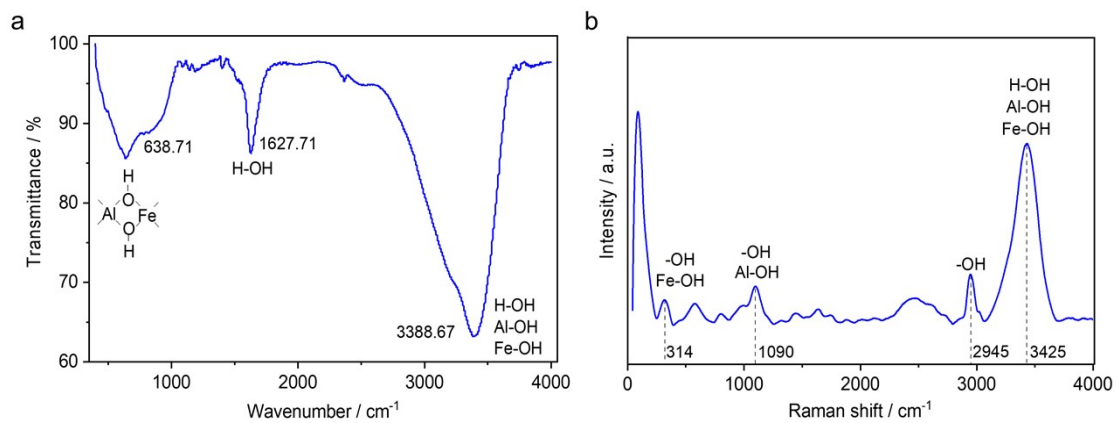 a
Transmittance / %
100
90
80
70
60
638.71
1627.71
H-OH
H
O
Al Fe
O
H
3388.67
H-OH
Al-OH
Fe-OH
1000 2000 3000 4000
Wavenumber / cm⁻¹
b
Intensity / a.u.
-OH
Fe-OH
-OH
Al-OH
-OH
H-OH
Al-OH
Fe-OH
314 1090 2945 3425
0 1000 2000 3000 4000
Raman shift / cm⁻¹